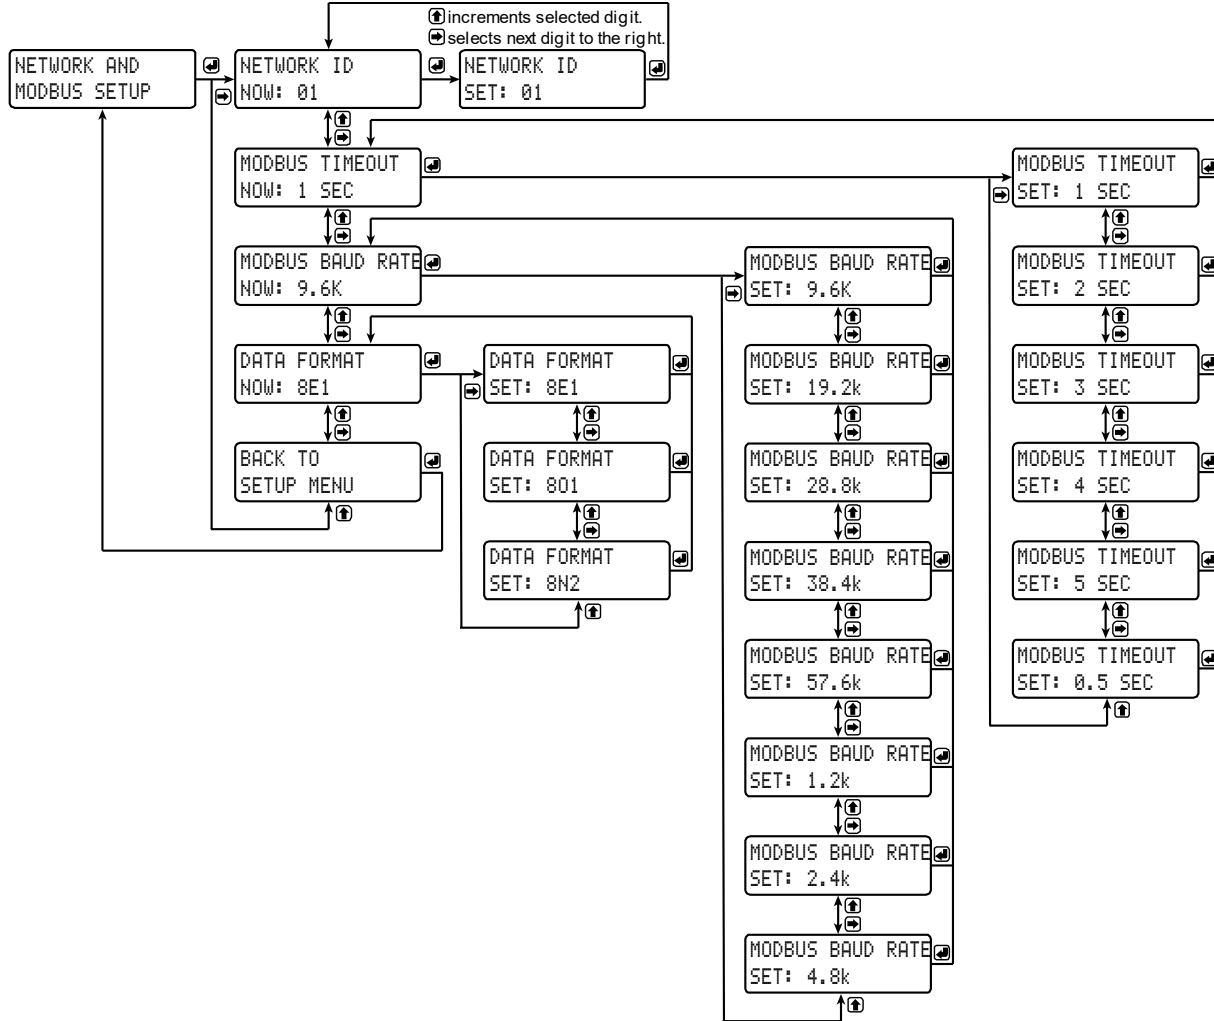 increments selected digit.
selects next digit to the right.
NETWORK AND
MODBUS SETUP
NETWORK ID
NOW: 01
NETWORK ID
SET: 01
MODBUS TIMEOUT
NOW: 1 SEC
MODBUS BAUD RATE
NOW: 9.6K
DATA FORMAT
NOW: 8E1
BACK TO
SETUP MENU
DATA FORMAT
SET: 8E1
DATA FORMAT
SET: 8O1
DATA FORMAT
SET: 8N2
MODBUS BAUD RATE
SET: 9.6K
MODBUS BAUD RATE
SET: 19.2k
MODBUS BAUD RATE
SET: 28.8k
MODBUS BAUD RATE
SET: 38.4k
MODBUS BAUD RATE
SET: 57.6k
MODBUS BAUD RATE
SET: 1.2k
MODBUS BAUD RATE
SET: 2.4k
MODBUS BAUD RATE
SET: 4.8k
MODBUS TIMEOUT
SET: 1 SEC
MODBUS TIMEOUT
SET: 2 SEC
MODBUS TIMEOUT
SET: 3 SEC
MODBUS TIMEOUT
SET: 4 SEC
MODBUS TIMEOUT
SET: 5 SEC
MODBUS TIMEOUT
SET: 0.5 SEC